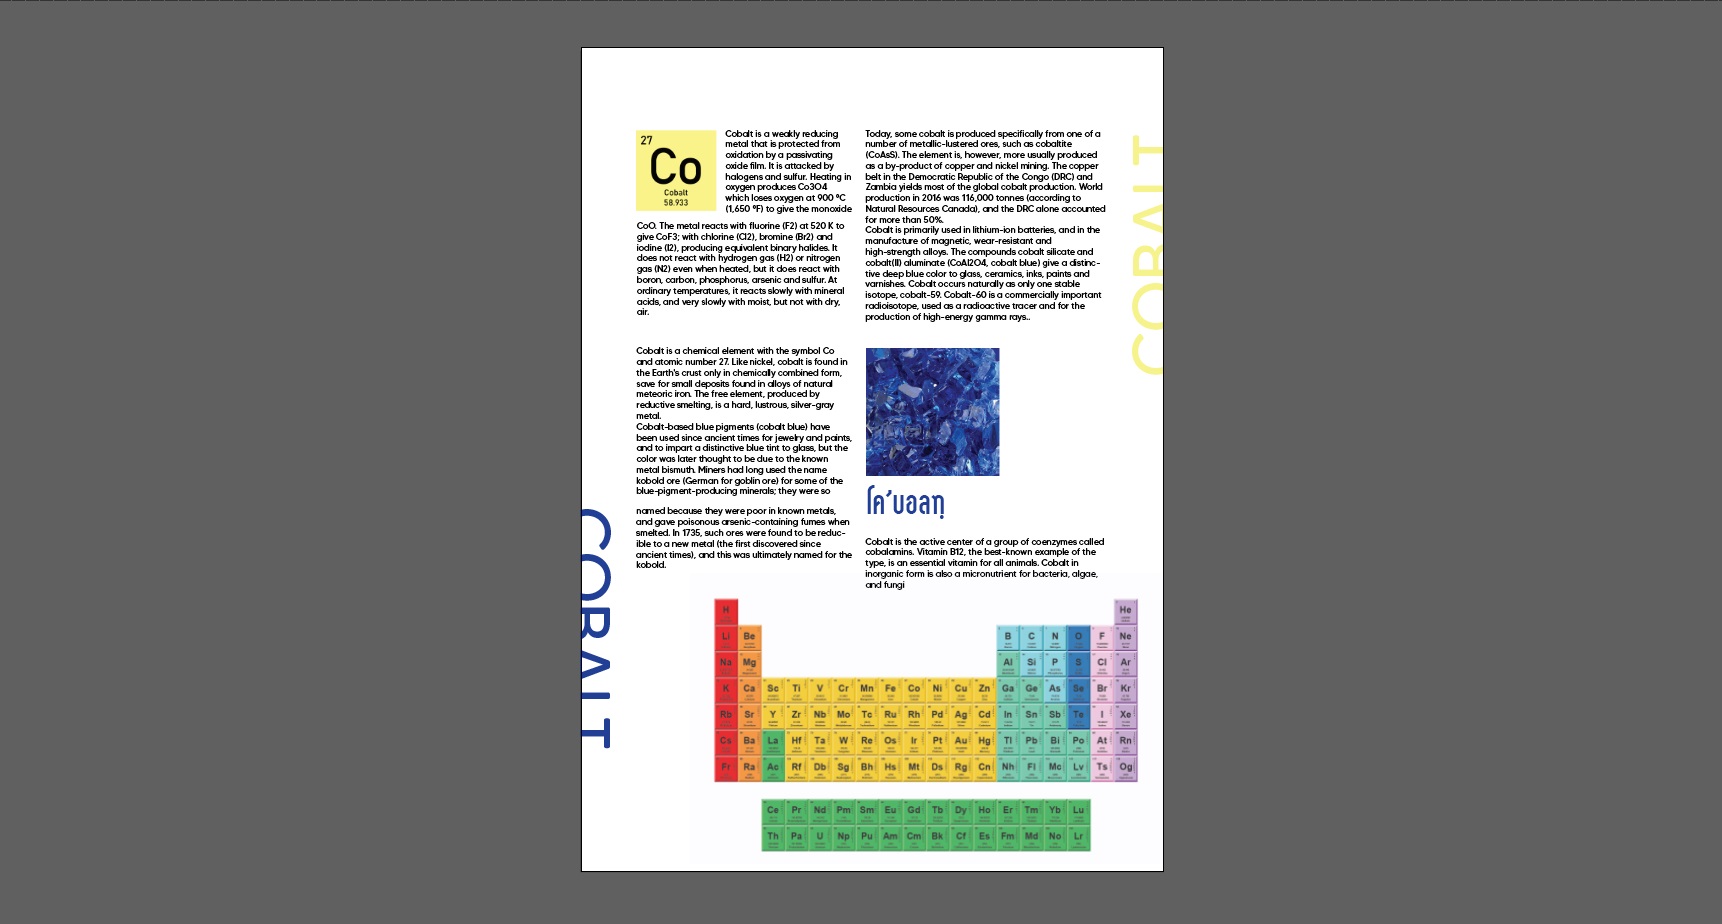 27
Co
Cobalt
58.933
Cobalt is a weakly reducing
metal that is protected from
oxidation by a passivating
oxide film. It is attacked by
halogens and sulfur. Heating in
oxygen produces Co3O4
which loses oxygen at 900 °C
(1,650 °F) to give the monoxide
CoO. The metal reacts with fluorine (F2) at 520 K to
give CoF3; with chlorine (Cl2), bromine (Br2) and
iodine (I2), producing equivalent binary halides. It
does not react with hydrogen gas (H2) or nitrogen
gas (N2) even when heated, but it does react with
boron, carbon, phosphorus, arsenic and sulfur. At
ordinary temperatures, it reacts slowly with mineral
acids, and very slowly with moist, but not with dry,
air.
Cobalt is a chemical element with the symbol Co
and atomic number 27. Like nickel, cobalt is found in
the Earth's crust only in chemically combined form,
save for small deposits found in alloys of natural
meteoric iron. The free element, produced by
reductive smelting, is a hard, lustrous, silver-gray
metal.
Cobalt-based blue pigments (cobalt blue) have
been used since ancient times for jewelry and paints,
and to impart a distinctive blue tint to glass, but the
color was later thought to be due to the known
metal bismuth. Miners had long used the name
kobold ore (German for goblin ore) for some of the
blue-pigment-producing minerals; they were so
named because they were poor in known metals,
and gave poisonous arsenic-containing fumes when
smelted. In 1735, such ores were found to be reduc-
ible to a new metal (the first discovered since
ancient times), and this was ultimately named for the
kobold.
Today, some cobalt is produced specifically from one of a
number of metallic-lustered ores, such as cobaltite
(CoAsS). The element is, however, more usually produced
as a by-product of copper and nickel mining. The copper
belt in the Democratic Republic of the Congo (DRC) and
Zambia yields most of the global cobalt production. World
production in 2016 was 116,000 tonnes (according to
Natural Resources Canada), and the DRC alone accounted
for more than 50%.
Cobalt is primarily used in lithium-ion batteries, and in the
manufacture of magnetic, wear-resistant and
high-strength alloys. The compounds cobalt silicate and
cobalt(II) aluminate (CoAl2O4, cobalt blue) give a distinc-
tive deep blue color to glass, ceramics, inks, paints and
varnishes. Cobalt occurs naturally as only one stable
isotope, cobalt-59. Cobalt-60 is a commercially important
radioisotope, used as a radioactive tracer and for the
production of high-energy gamma rays..
โค´บอลทฺ
Cobalt is the active center of a group of coenzymes called
cobalamins. Vitamin B12, the best-known example of the
type, is an essential vitamin for all animals. Cobalt in
inorganic form is also a micronutrient for bacteria, algae,
and fungi
COBALT
COBALT
H He
Li Be B C N O F Ne
Na Mg Al Si P S Cl Ar
K Ca Sc Ti V Cr Mn Fe Co Ni Cu Zn Ga Ge As Se Br Kr
Rb Sr Y Zr Nb Mo Tc Ru Rh Pd Ag Cd In Sn Sb Te I Xe
Cs Ba La Hf Ta W Re Os Ir Pt Au Hg Tl Pb Bi Po At Rn
Fr Ra Ac Rf Db Sg Bh Hs Mt Ds Rg Cn Nh Fl Mc Lv Ts Og
Ce Pr Nd Pm Sm Eu Gd Tb Dy Ho Er Tm Yb Lu
Th Pa U Np Pu Am Cm Bk Cf Es Fm Md No Lr